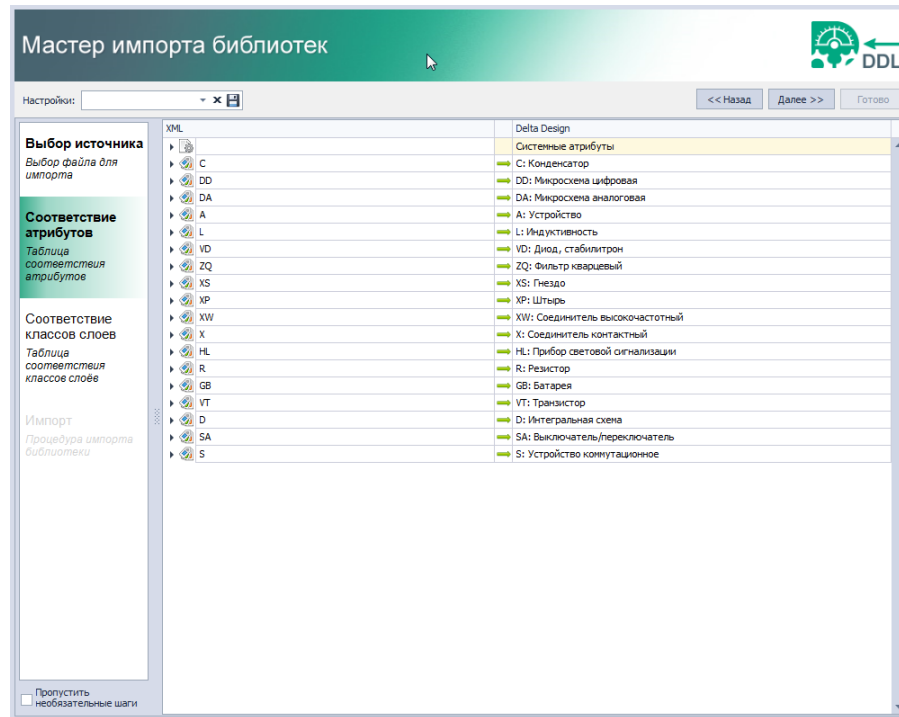 Мастер импорта библиотек
DDL
Настройки:
<< Назад
Далее >>
Готово
Выбор источника
Выбор файла для
импорта
Соответствие
атрибутов
Таблица
соответствия
атрибутов
Соответствие
классов слоев
Таблица
соответствия
классов слоёв
Импорт
Процедура импорта
библиотеки
Пропустить
необязательные шаги
XML Delta Design
Системные атрибуты
C C: Конденсатор
DD DD: Микросхема цифровая
DA DA: Микросхема аналоговая
A A: Устройство
L L: Индуктивность
VD VD: Диод, стабилитрон
ZQ ZQ: Фильтр кварцевый
XS XS: Гнездо
XP XP: Штырь
XW XW: Соединитель высокочастотный
X X: Соединитель контактный
HL HL: Прибор световой сигнализации
R R: Резистор
GB GB: Батарея
VT VT: Транзистор
D D: Интегральная схема
SA SA: Выключатель/переключатель
S S: Устройство коммутационное